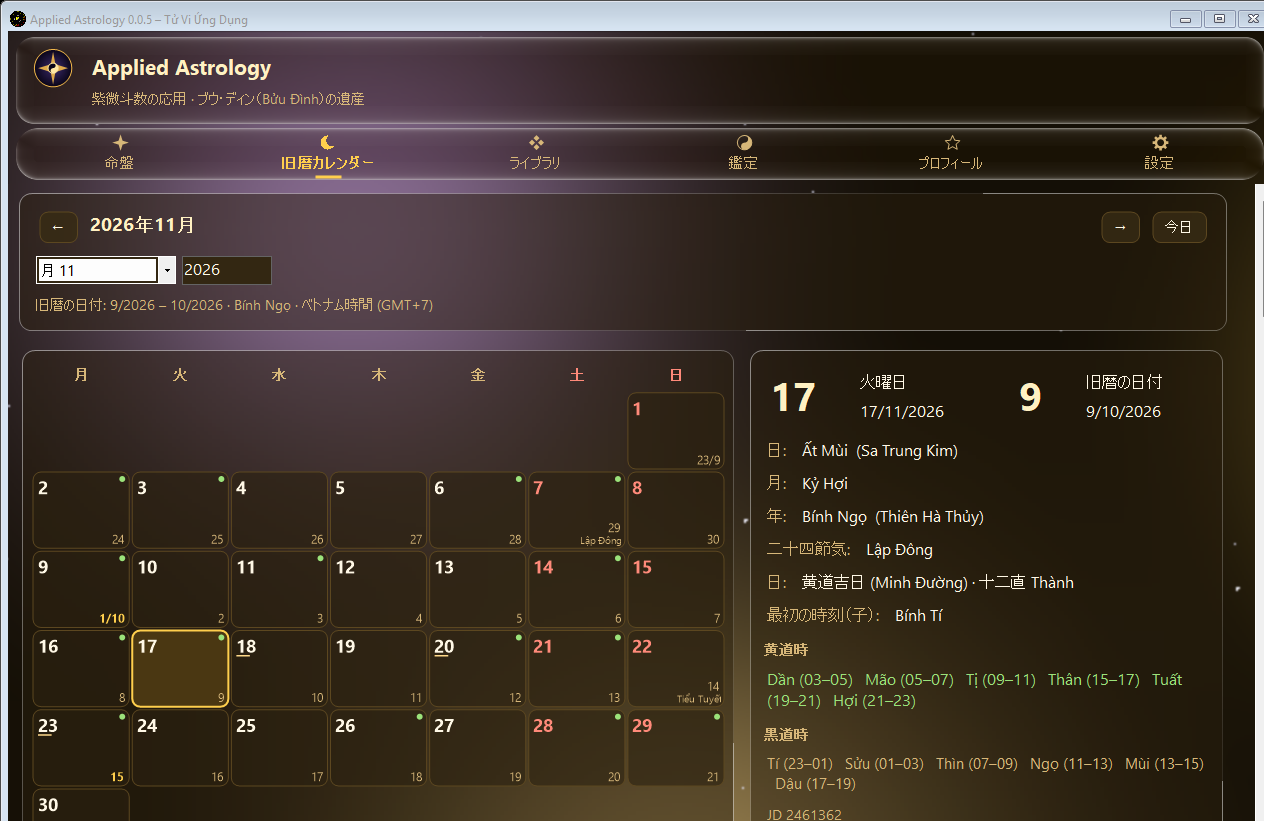 Applied Astrology 0.0.5 – Tử Vi Ứng Dụng
Applied Astrology
紫微斗数の応用 · ブウ・ディン(Bửu Đình)の遺産
命盤
旧暦カレンダー
ライブラリ
鑑定
プロフィール
設定
←
2026年11月
→
今日
月 11
2026
旧暦の日付: 9/2026 – 10/2026 · Bính Ngọ · ベトナム時間 (GMT+7)
月 火 水 木 金 土 日
1
23/9
2 3 4 5 6 7 8
24 25 26 27 28 29 30
Lập Đông
9 10 11 12 13 14 15
1/10 2 3 4 5 6 7
16 17 18 19 20 21 22
8 9 10 11 12 13 14
Tiểu Tuyết
23 24 25 26 27 28 29
15 16 17 18 19 20 21
30
17
火曜日
17/11/2026
9
旧暦の日付
9/10/2026
日: Ất Mùi (Sa Trung Kim)
月: Kỷ Hợi
年: Bính Ngọ (Thiên Hà Thủy)
二十四節気: Lập Đông
日: 黄道吉日 (Minh Đường) · 十二直 Thành
最初の時刻(子): Bính Tí
黄道時
Dần (03–05) Mão (05–07) Tị (09–11) Thân (15–17) Tuất
(19–21) Hợi (21–23)
黒道時
Tí (23–01) Sửu (01–03) Thìn (07–09) Ngọ (11–13) Mùi (13–15)
Dậu (17–19)
JD 2461362